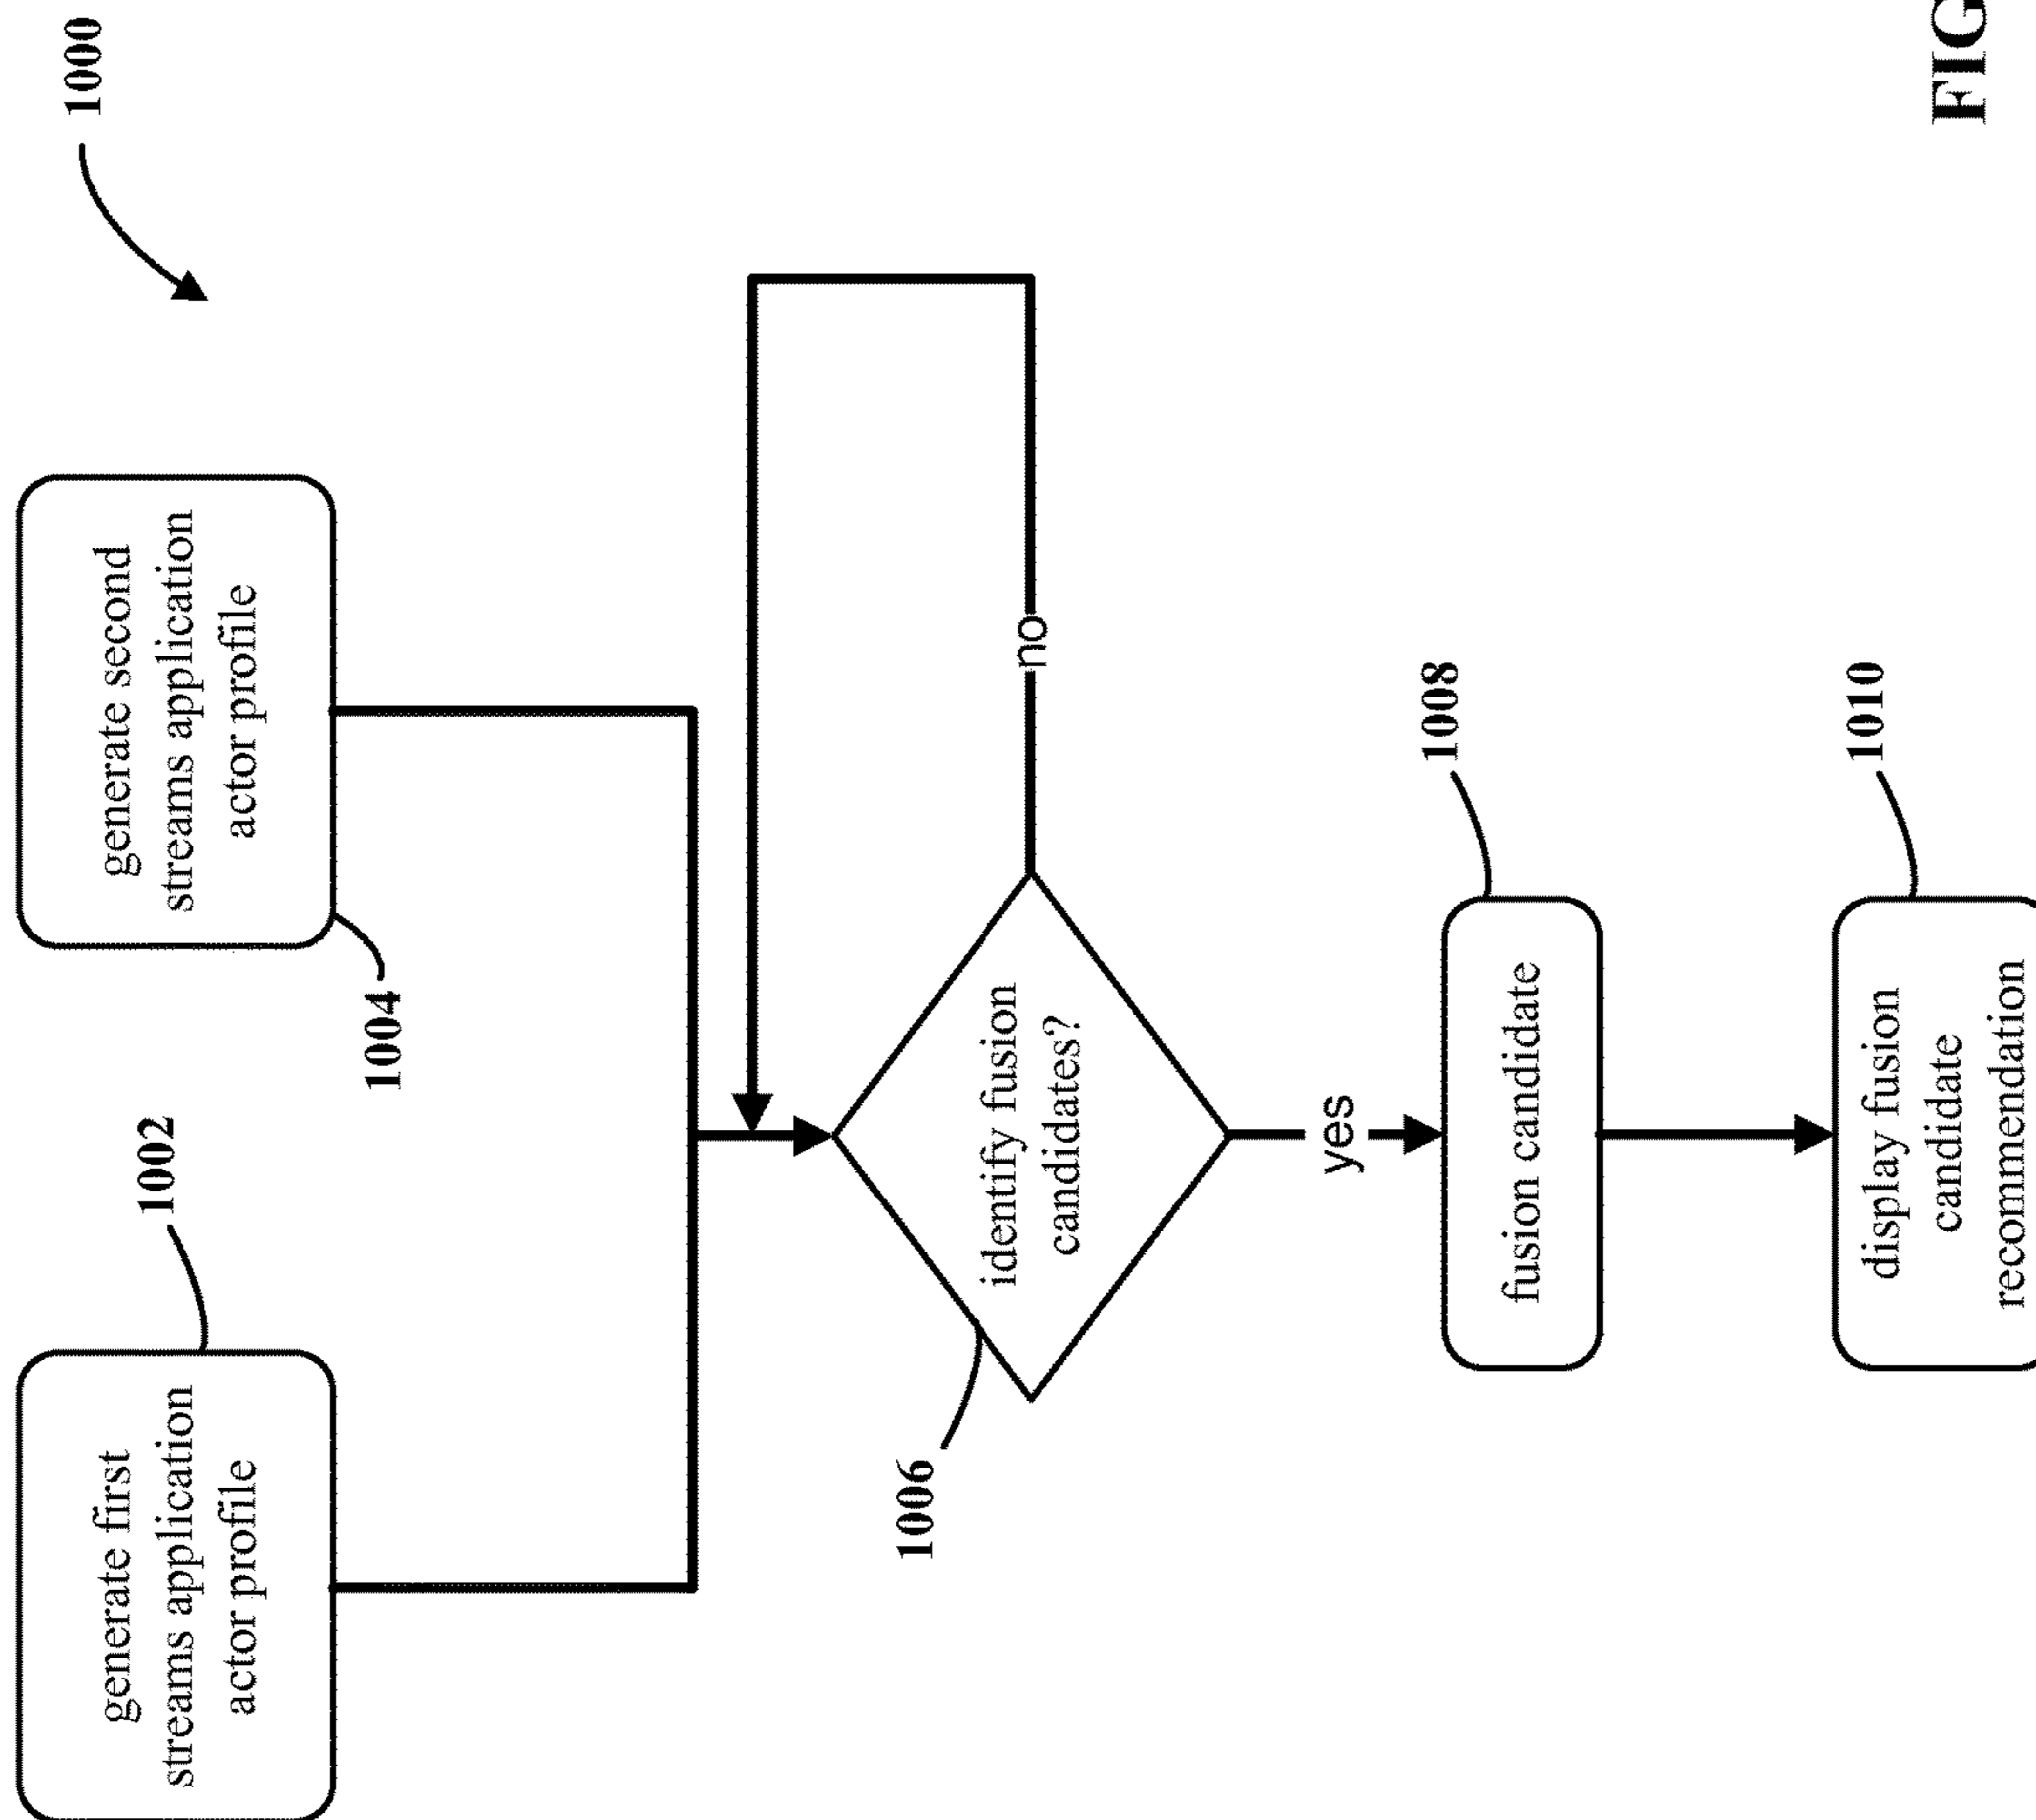 1000
generate first
streams application
actor profile
1002
generate second
streams application
actor profile
1004
identify fusion
candidates?
1006
no
yes
fusion candidate
1008
display fusion
candidate
recommendation
1010
FIG